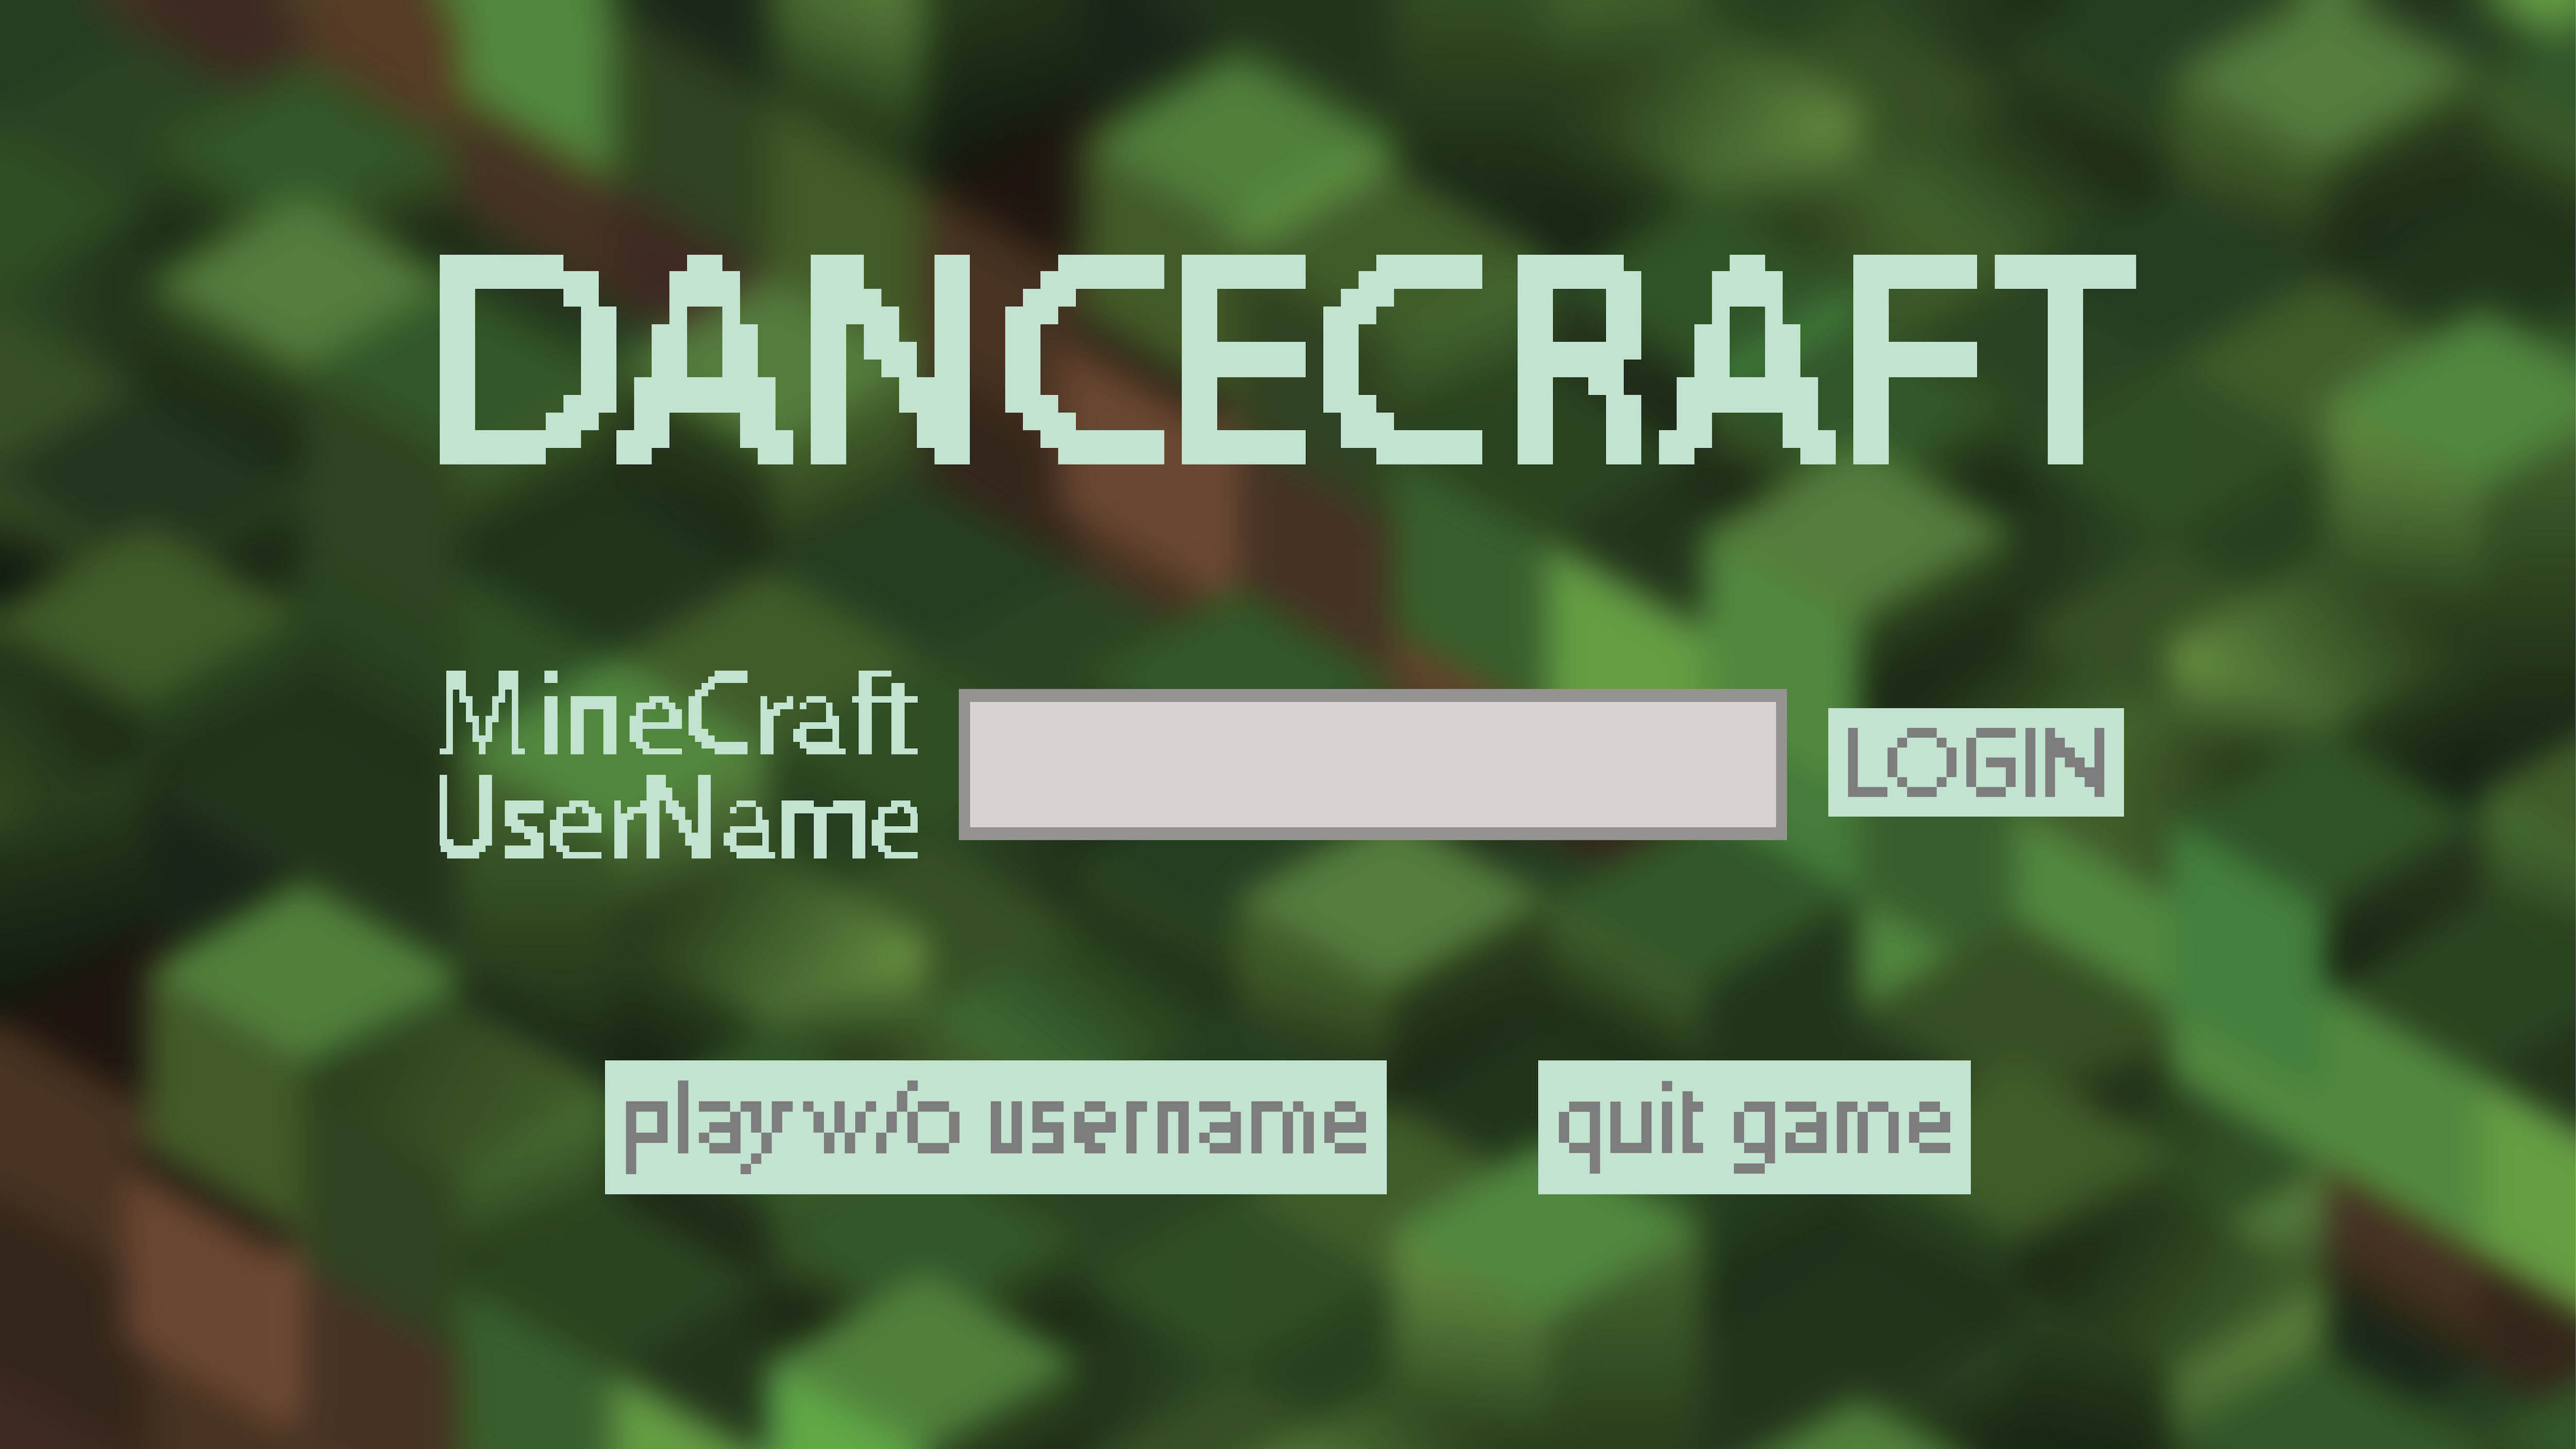 DANCECRAFT
MineCraft
UserName
LOGIN
play w/o username
quit game